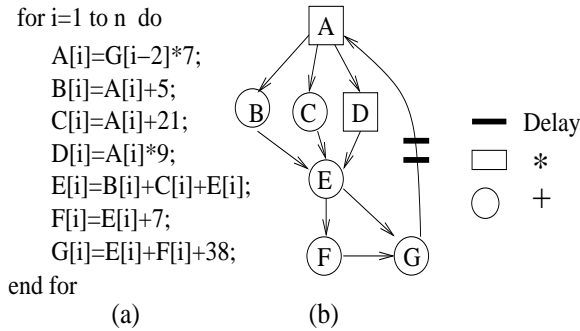 for i=1 to n do
A[i]=G[i−2]*7;
B[i]=A[i]+5;
C[i]=A[i]+21;
D[i]=A[i]*9;
E[i]=B[i]+C[i]+E[i];
F[i]=E[i]+7;
G[i]=E[i]+F[i]+38;
end for
(a)
A
B
C
D
E
F
G
(b)
Delay
*
+